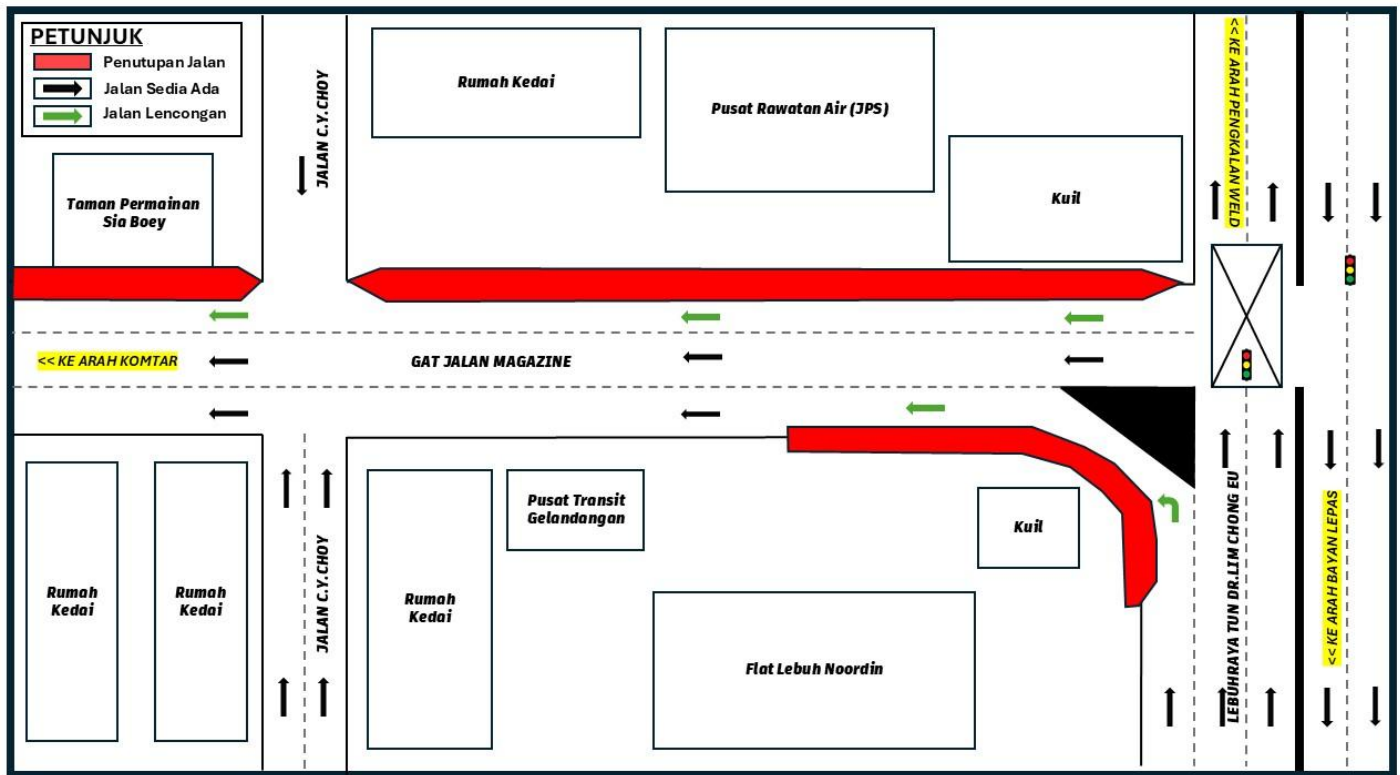 PETUNJUK
Penutupan Jalan
Jalan Sedia Ada
Jalan Lencongan
JALAN C.Y.CHOY
Rumah Kedai
Pusat Rawatan Air (JPS)
Kuil
<< KE ARAH PENGKALAN WELD
Taman Permainan
Sia Boey
<< KE ARAH KOMTAR
GAT JALAN MAGAZINE
Rumah
Kedai
Rumah
Kedai
JALAN C.Y.CHOY
Rumah
Kedai
Pusat Transit
Gelandangan
Kuil
Flat Lebuh Noordin
LEBUHRAYA TUN DR.LIM CHONG EU
<< KE ARAH BAYAN LEPAS